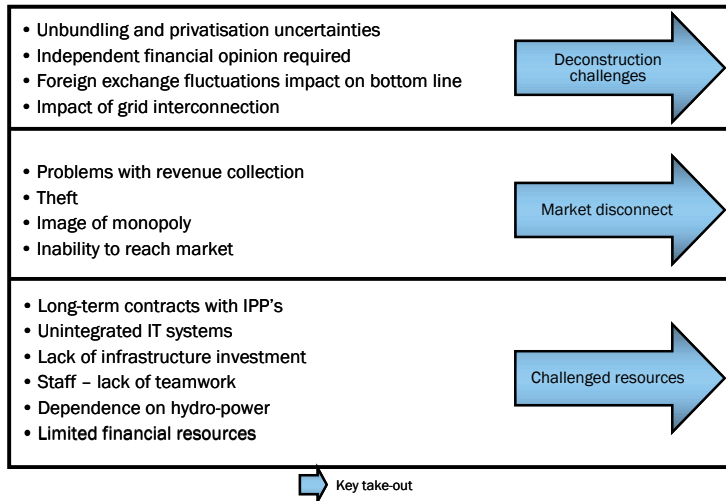 • Unbundling and privatisation uncertainties
• Independent financial opinion required
• Foreign exchange fluctuations impact on bottom line
• Impact of grid interconnection
Deconstruction
challenges
• Problems with revenue collection
• Theft
• Image of monopoly
• Inability to reach market
Market disconnect
• Long-term contracts with IPP's
• Unintegrated IT systems
• Lack of infrastructure investment
• Staff – lack of teamwork
• Dependence on hydro-power
• Limited financial resources
Challenged resources
Key take-out